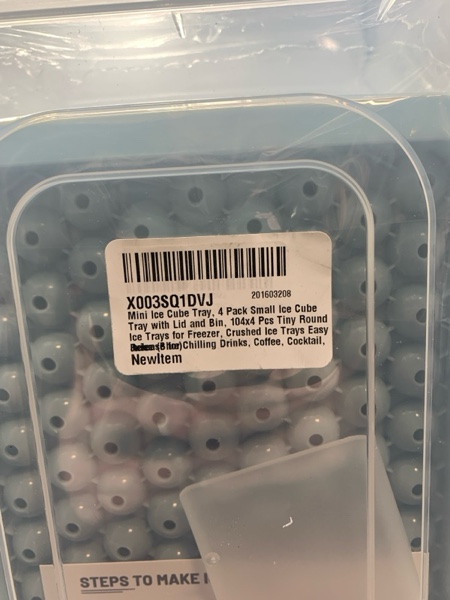 X003SQ1DVJ 201603208
Mini Ice Cube Tray, 4 Pack Small Ice Cube
Tray with Lid and Bin, 104x4 Pcs Tiny Round
Ice Trays for Freezer, Crushed Ice Trays Easy
Chilling Drinks, Coffee, Cocktail,
NewItem
STEPS TO MAKE